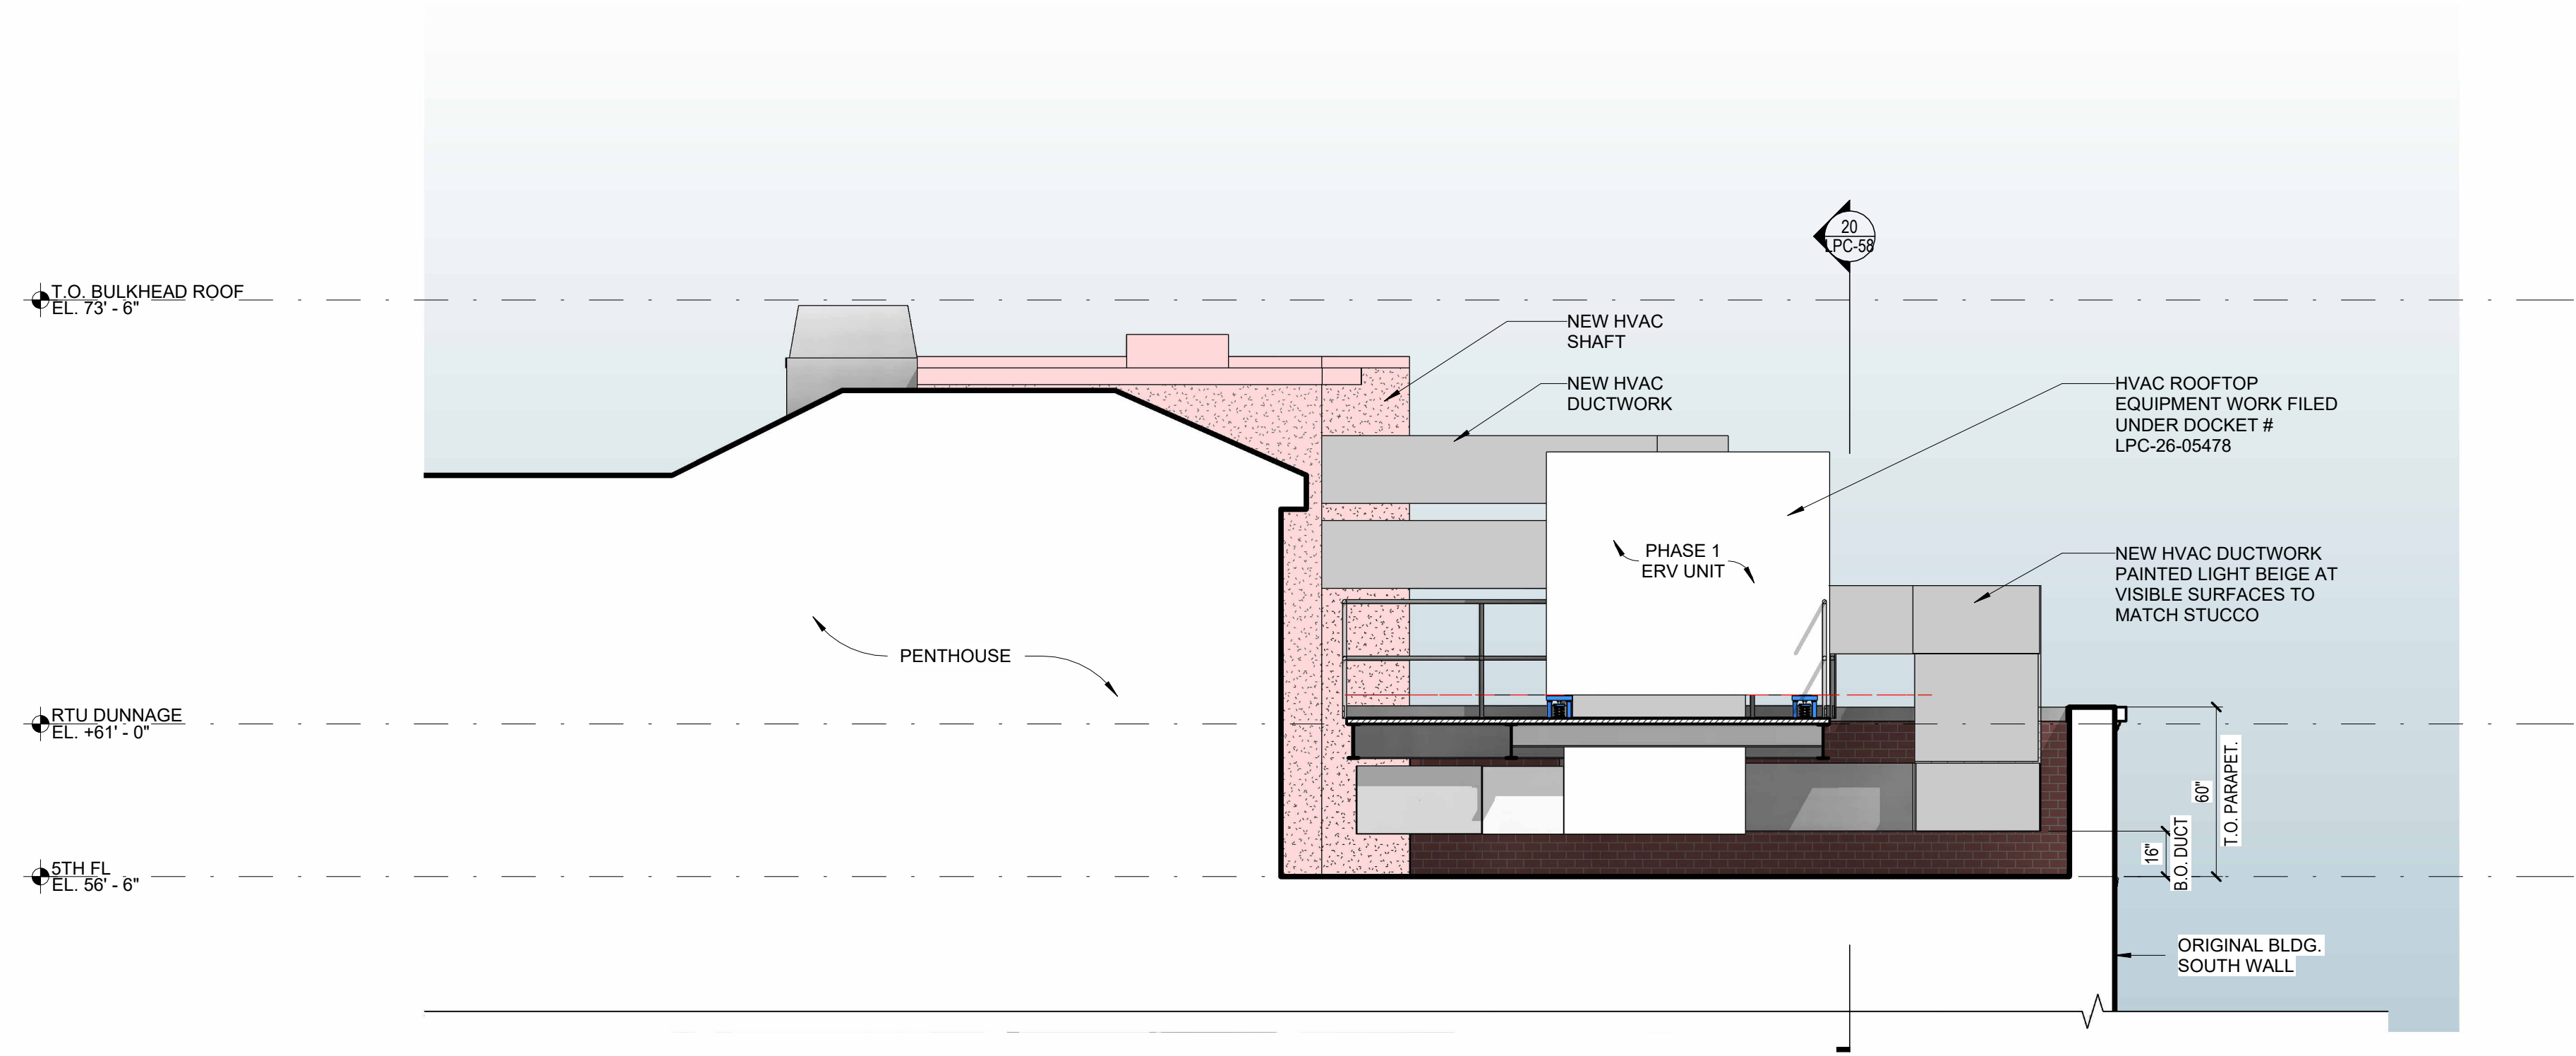 20
LPC-58
T.O. BULKHEAD ROOF
EL. 73' - 6"
NEW HVAC
SHAFT
NEW HVAC
DUCTWORK
HVAC ROOFTOP
EQUIPMENT WORK FILED
UNDER DOCKET #
LPC-26-05478
PHASE 1
ERV UNIT
NEW HVAC DUCTWORK
PAINTED LIGHT BEIGE AT
VISIBLE SURFACES TO
MATCH STUCCO
PENTHOUSE
RTU DUNNAGE
EL. +61' - 0"
60"
T.O. PARAPET.
16"
B.O. DUCT
5TH FL
EL. 56' - 6"
ORIGINAL BLDG.
SOUTH WALL